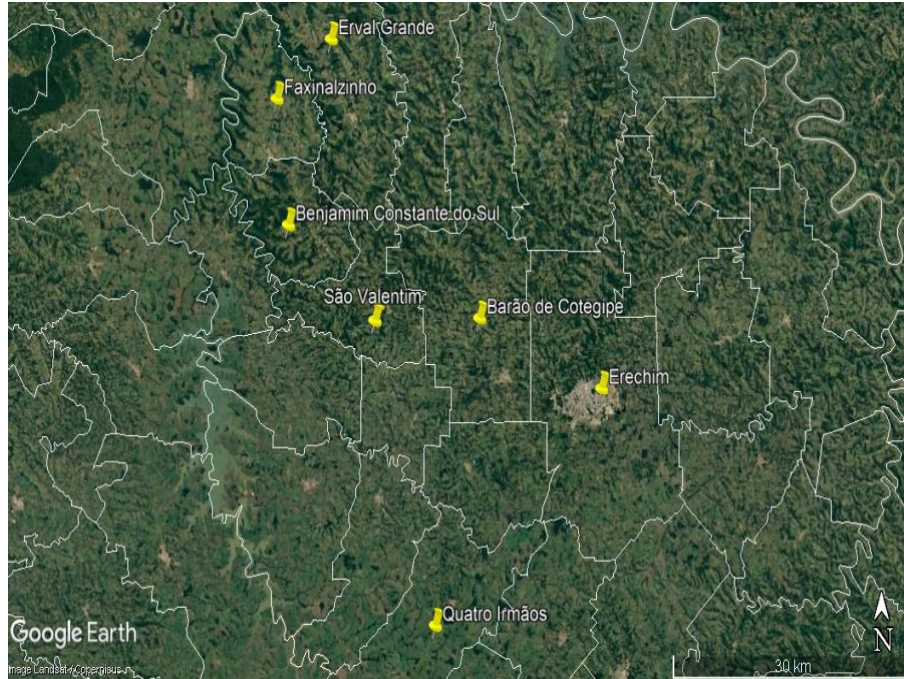 Erval Grande
Faxinalzinho
Benjamim Constante do Sul
São Valentim
Barão de Cotegipe
Erechim
Quatro Irmãos
Google Earth
N
Image Landsat / Copernicus
30 km